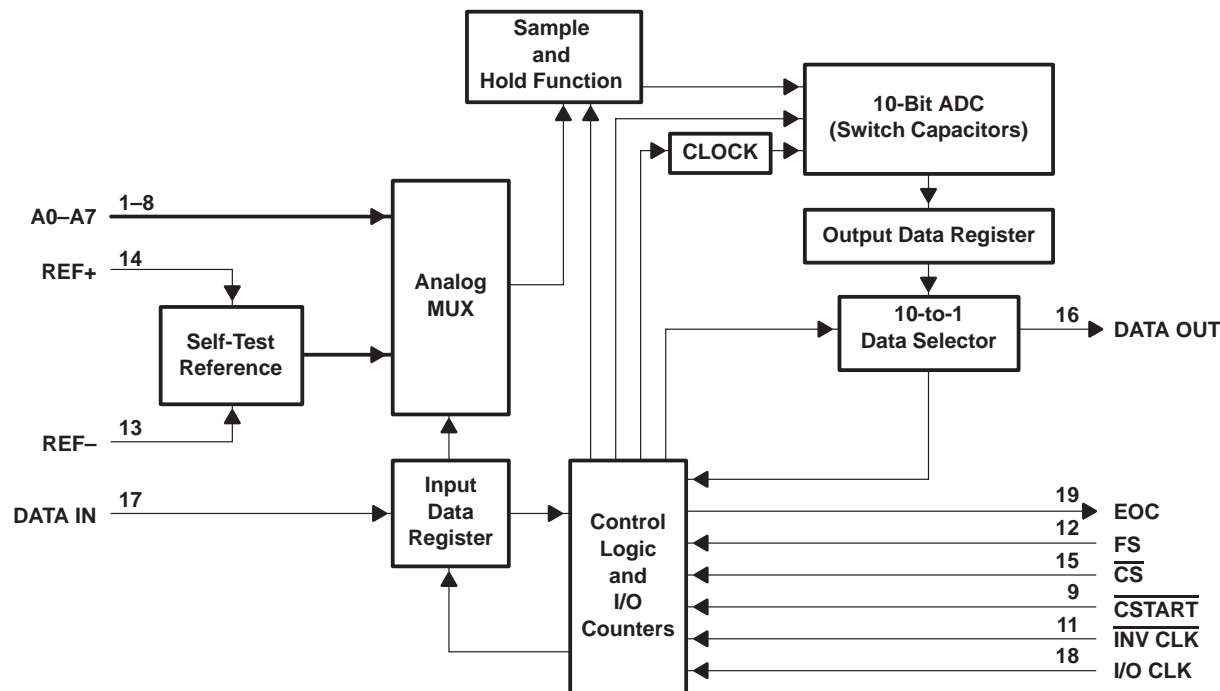 Sample
and
Hold Function
10-Bit ADC
(Switch Capacitors)
CLOCK
A0–A7
1–8
Output Data Register
REF+
14
Analog
MUX
Self-Test
Reference
10-to-1
Data Selector
16
DATA OUT
REF–
13
DATA IN
17
Input
Data
Register
Control
Logic
and
I/O
Counters
19
EOC
12
FS
15
CS
9
CSTART
11
INV CLK
18
I/O CLK